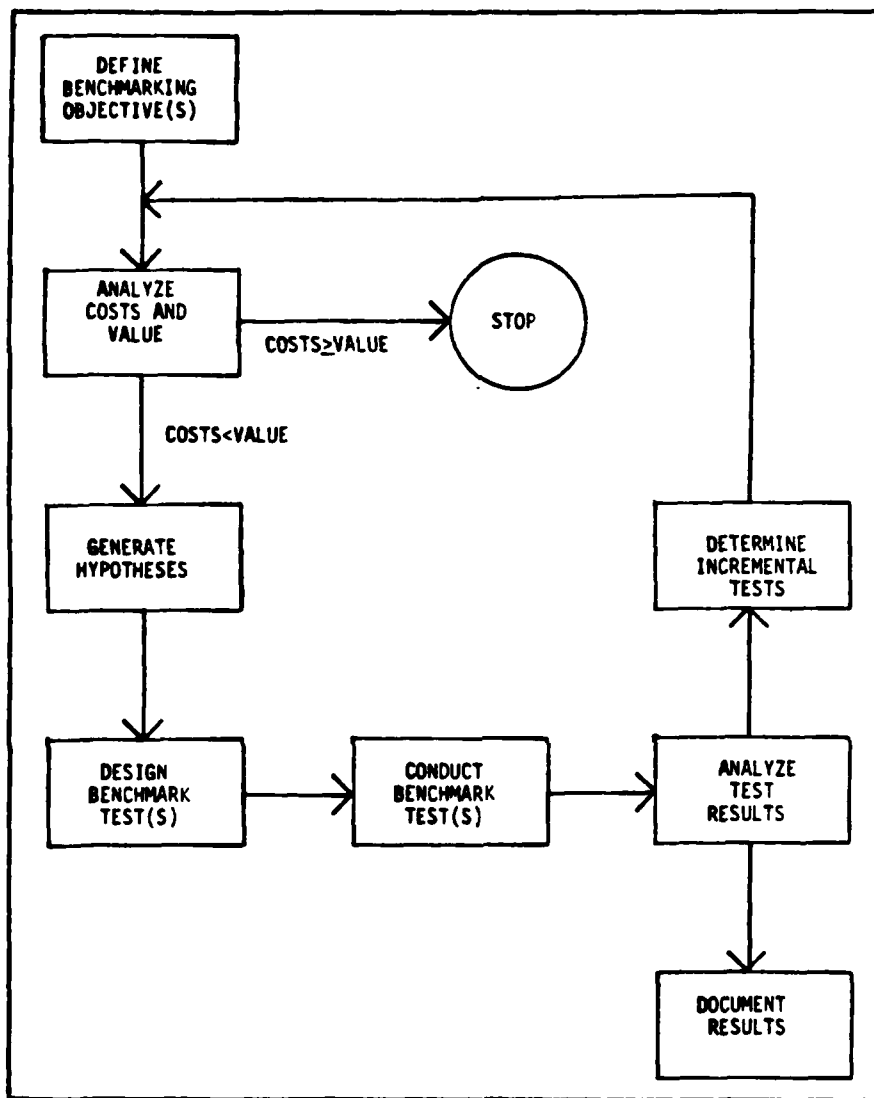 DEFINE
BENCHMARKING
OBJECTIVE(S)
ANALYZE
COSTS AND
VALUE
COSTS≥VALUE
STOP
COSTS<VALUE
GENERATE
HYPOTHESES
DETERMINE
INCREMENTAL
TESTS
DESIGN
BENCHMARK
TEST(S)
CONDUCT
BENCHMARK
TEST(S)
ANALYZE
TEST
RESULTS
DOCUMENT
RESULTS